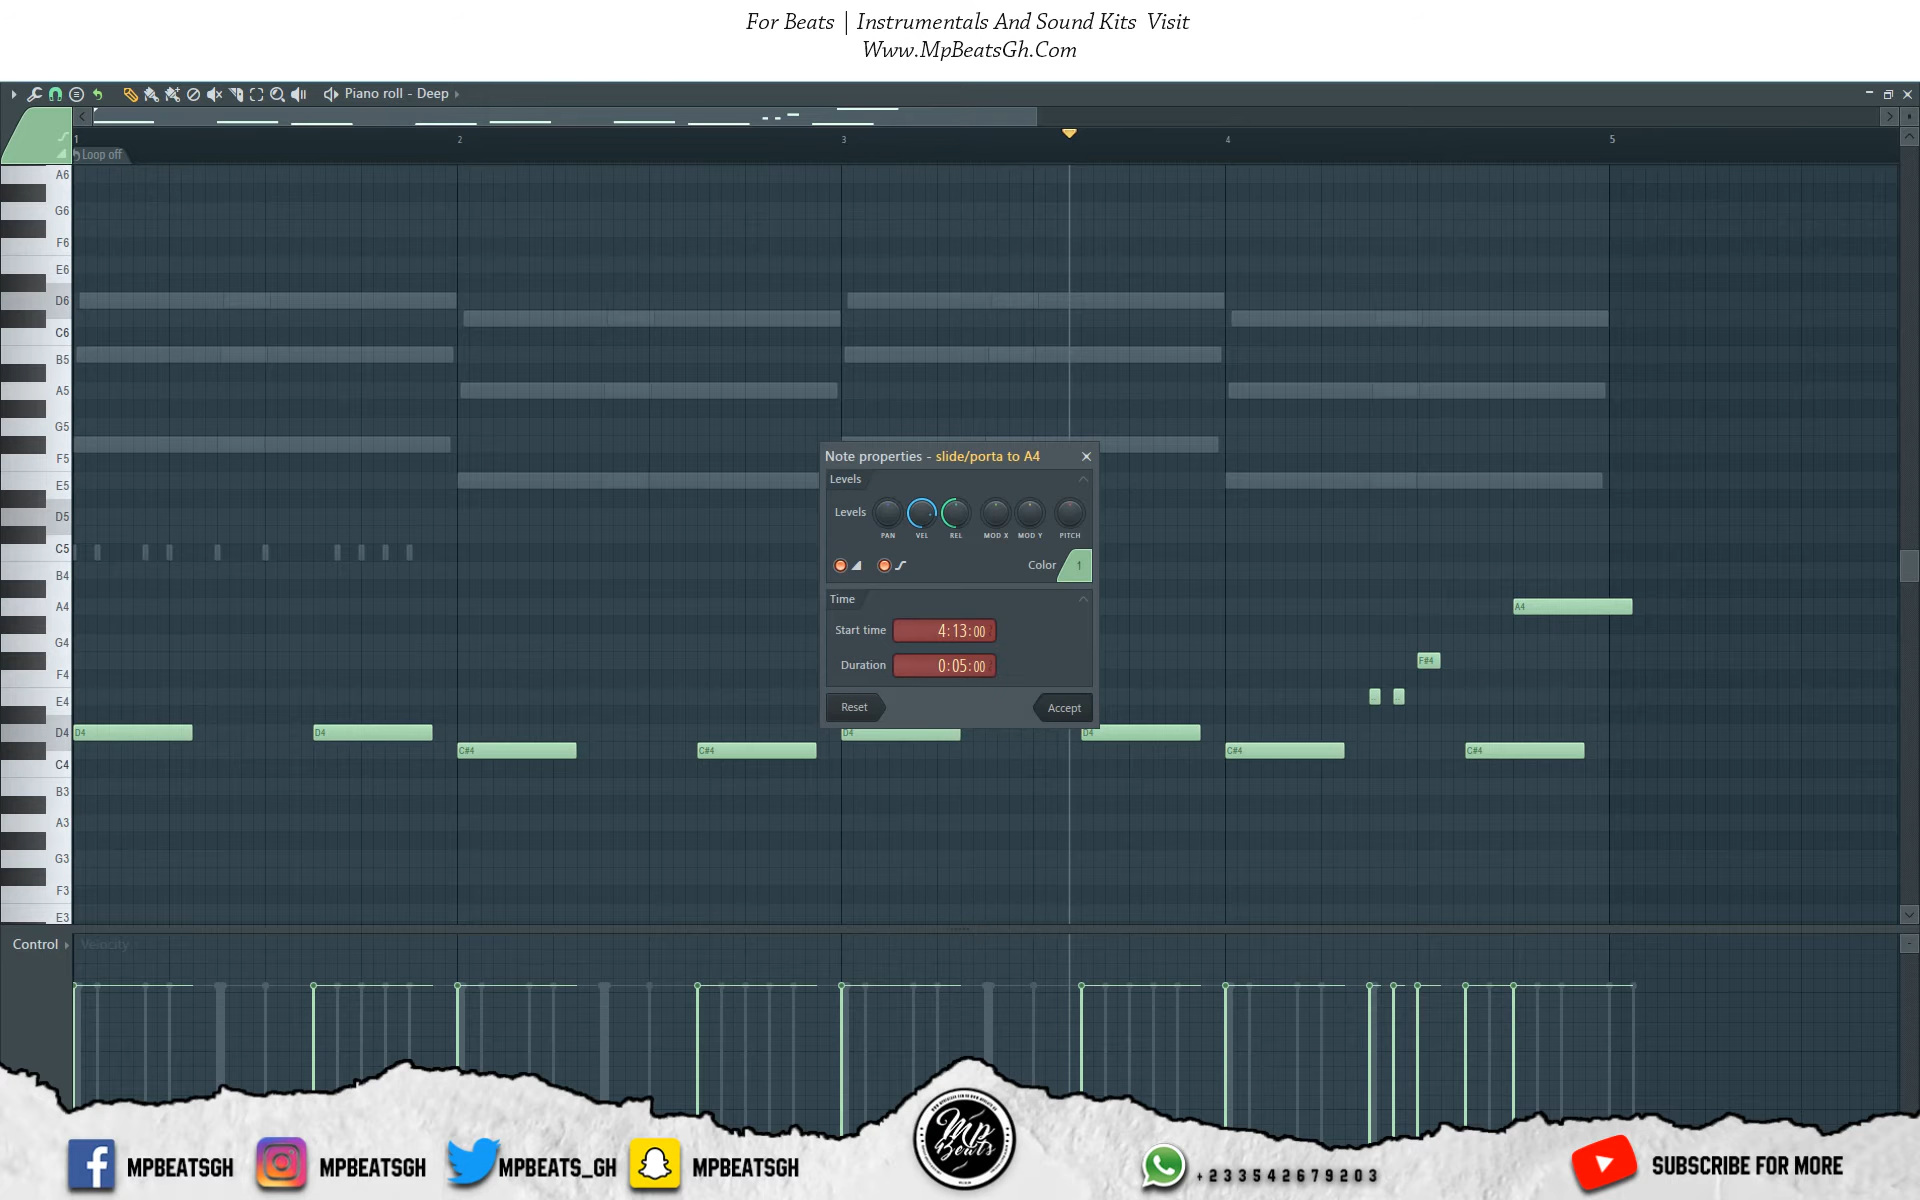 For Beats | Instrumentals And Sound Kits Visit
Www.MpBeatsGh.Com
Piano roll - Deep
1 2 3 4 5
Loop off
A6
G6
F6
E6
D6
C6
B5
A5
G5
F5
E5
D5
C5
B4
A4
G4
F4
E4
D4
C4
B3
A3
G3
F3
E3
Note properties - slide/porta to A4
Levels
Levels
PAN VEL REL MOD X MOD Y PITCH
Color 1
Time
Start time 4:13:00
Duration 0:05:00
Reset Accept
A4
F#4
D4 D4 D4 D4
C#4 C#4 C#4 C#4
Control Velocity
Mp
Beats
MPBEATSGH MPBEATSGH MPBEATS_GH MPBEATSGH +233542679203 SUBSCRIBE FOR MORE